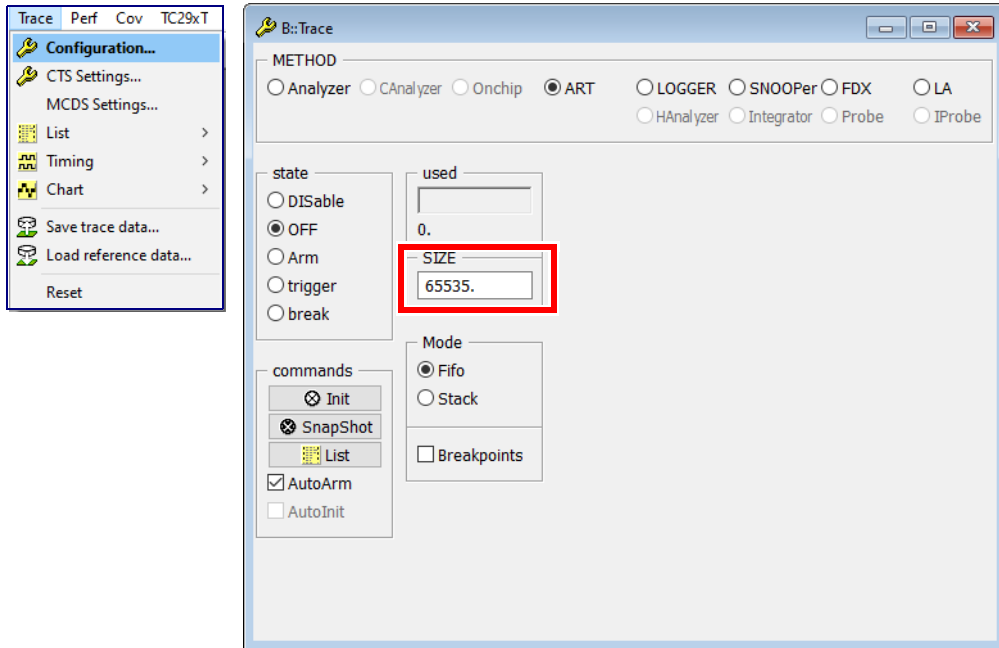 Trace Perf Cov TC29xT
Configuration...
CTS Settings...
MCDS Settings...
List
Timing
Chart
Save trace data...
Load reference data...
Reset
B::Trace
METHOD
Analyzer CAnalyzer Onchip ART LOGGER SNOOPer FDX LA
HAnalyzer Integrator Probe IProbe
state
DISable
OFF
Arm
trigger
break
used
0.
SIZE
65535.
commands
Init
SnapShot
List
AutoArm
AutoInit
Mode
Fifo
Stack
Breakpoints